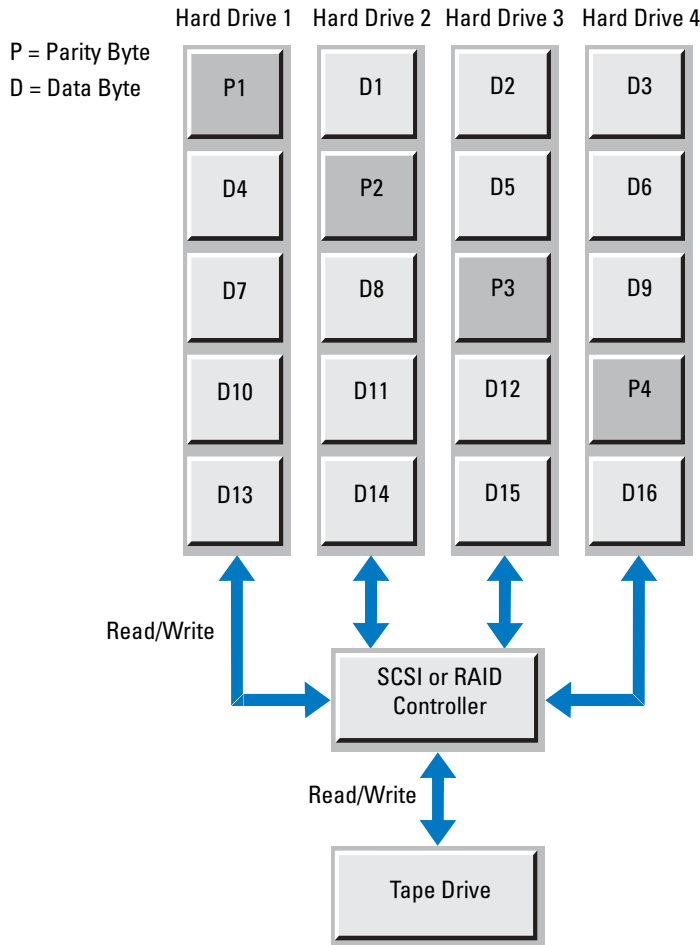 Hard Drive 1 Hard Drive 2 Hard Drive 3 Hard Drive 4
P = Parity Byte
D = Data Byte
P1 D1 D2 D3
D4 P2 D5 D6
D7 D8 P3 D9
D10 D11 D12 P4
D13 D14 D15 D16
Read/Write
SCSI or RAID
Controller
Read/Write
Tape Drive